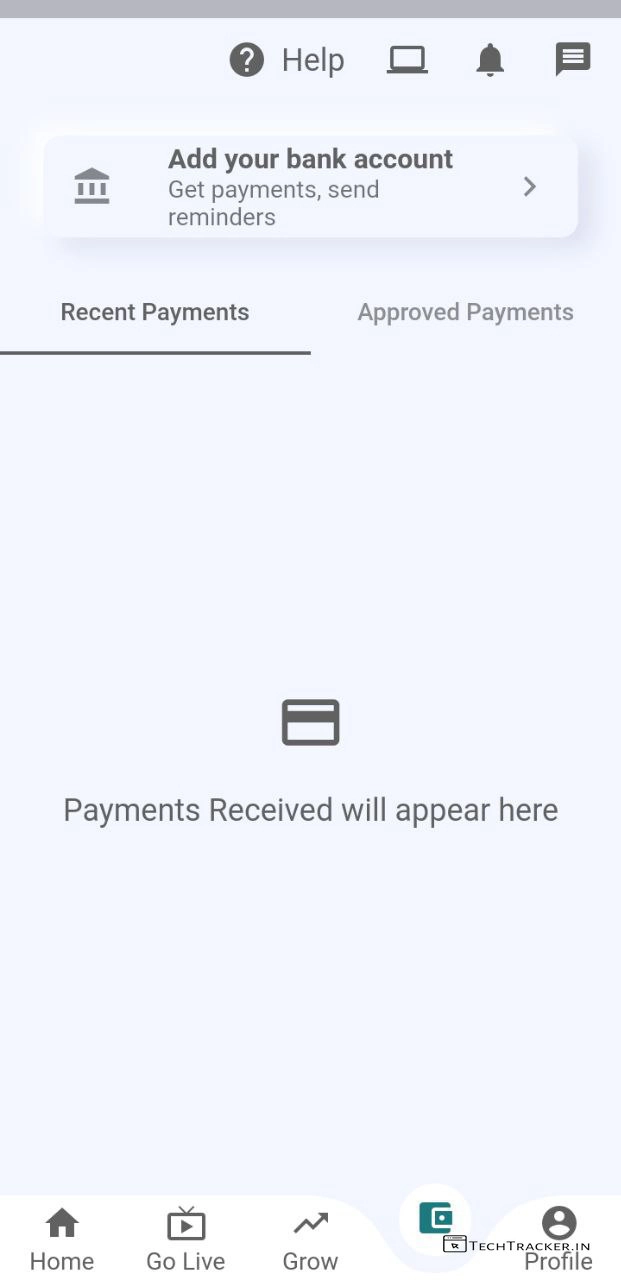 Help
Add your bank account
Get payments, send
reminders
Recent Payments
Approved Payments
Payments Received will appear here
Home
Go Live
Grow
Profile
TechTracker.in